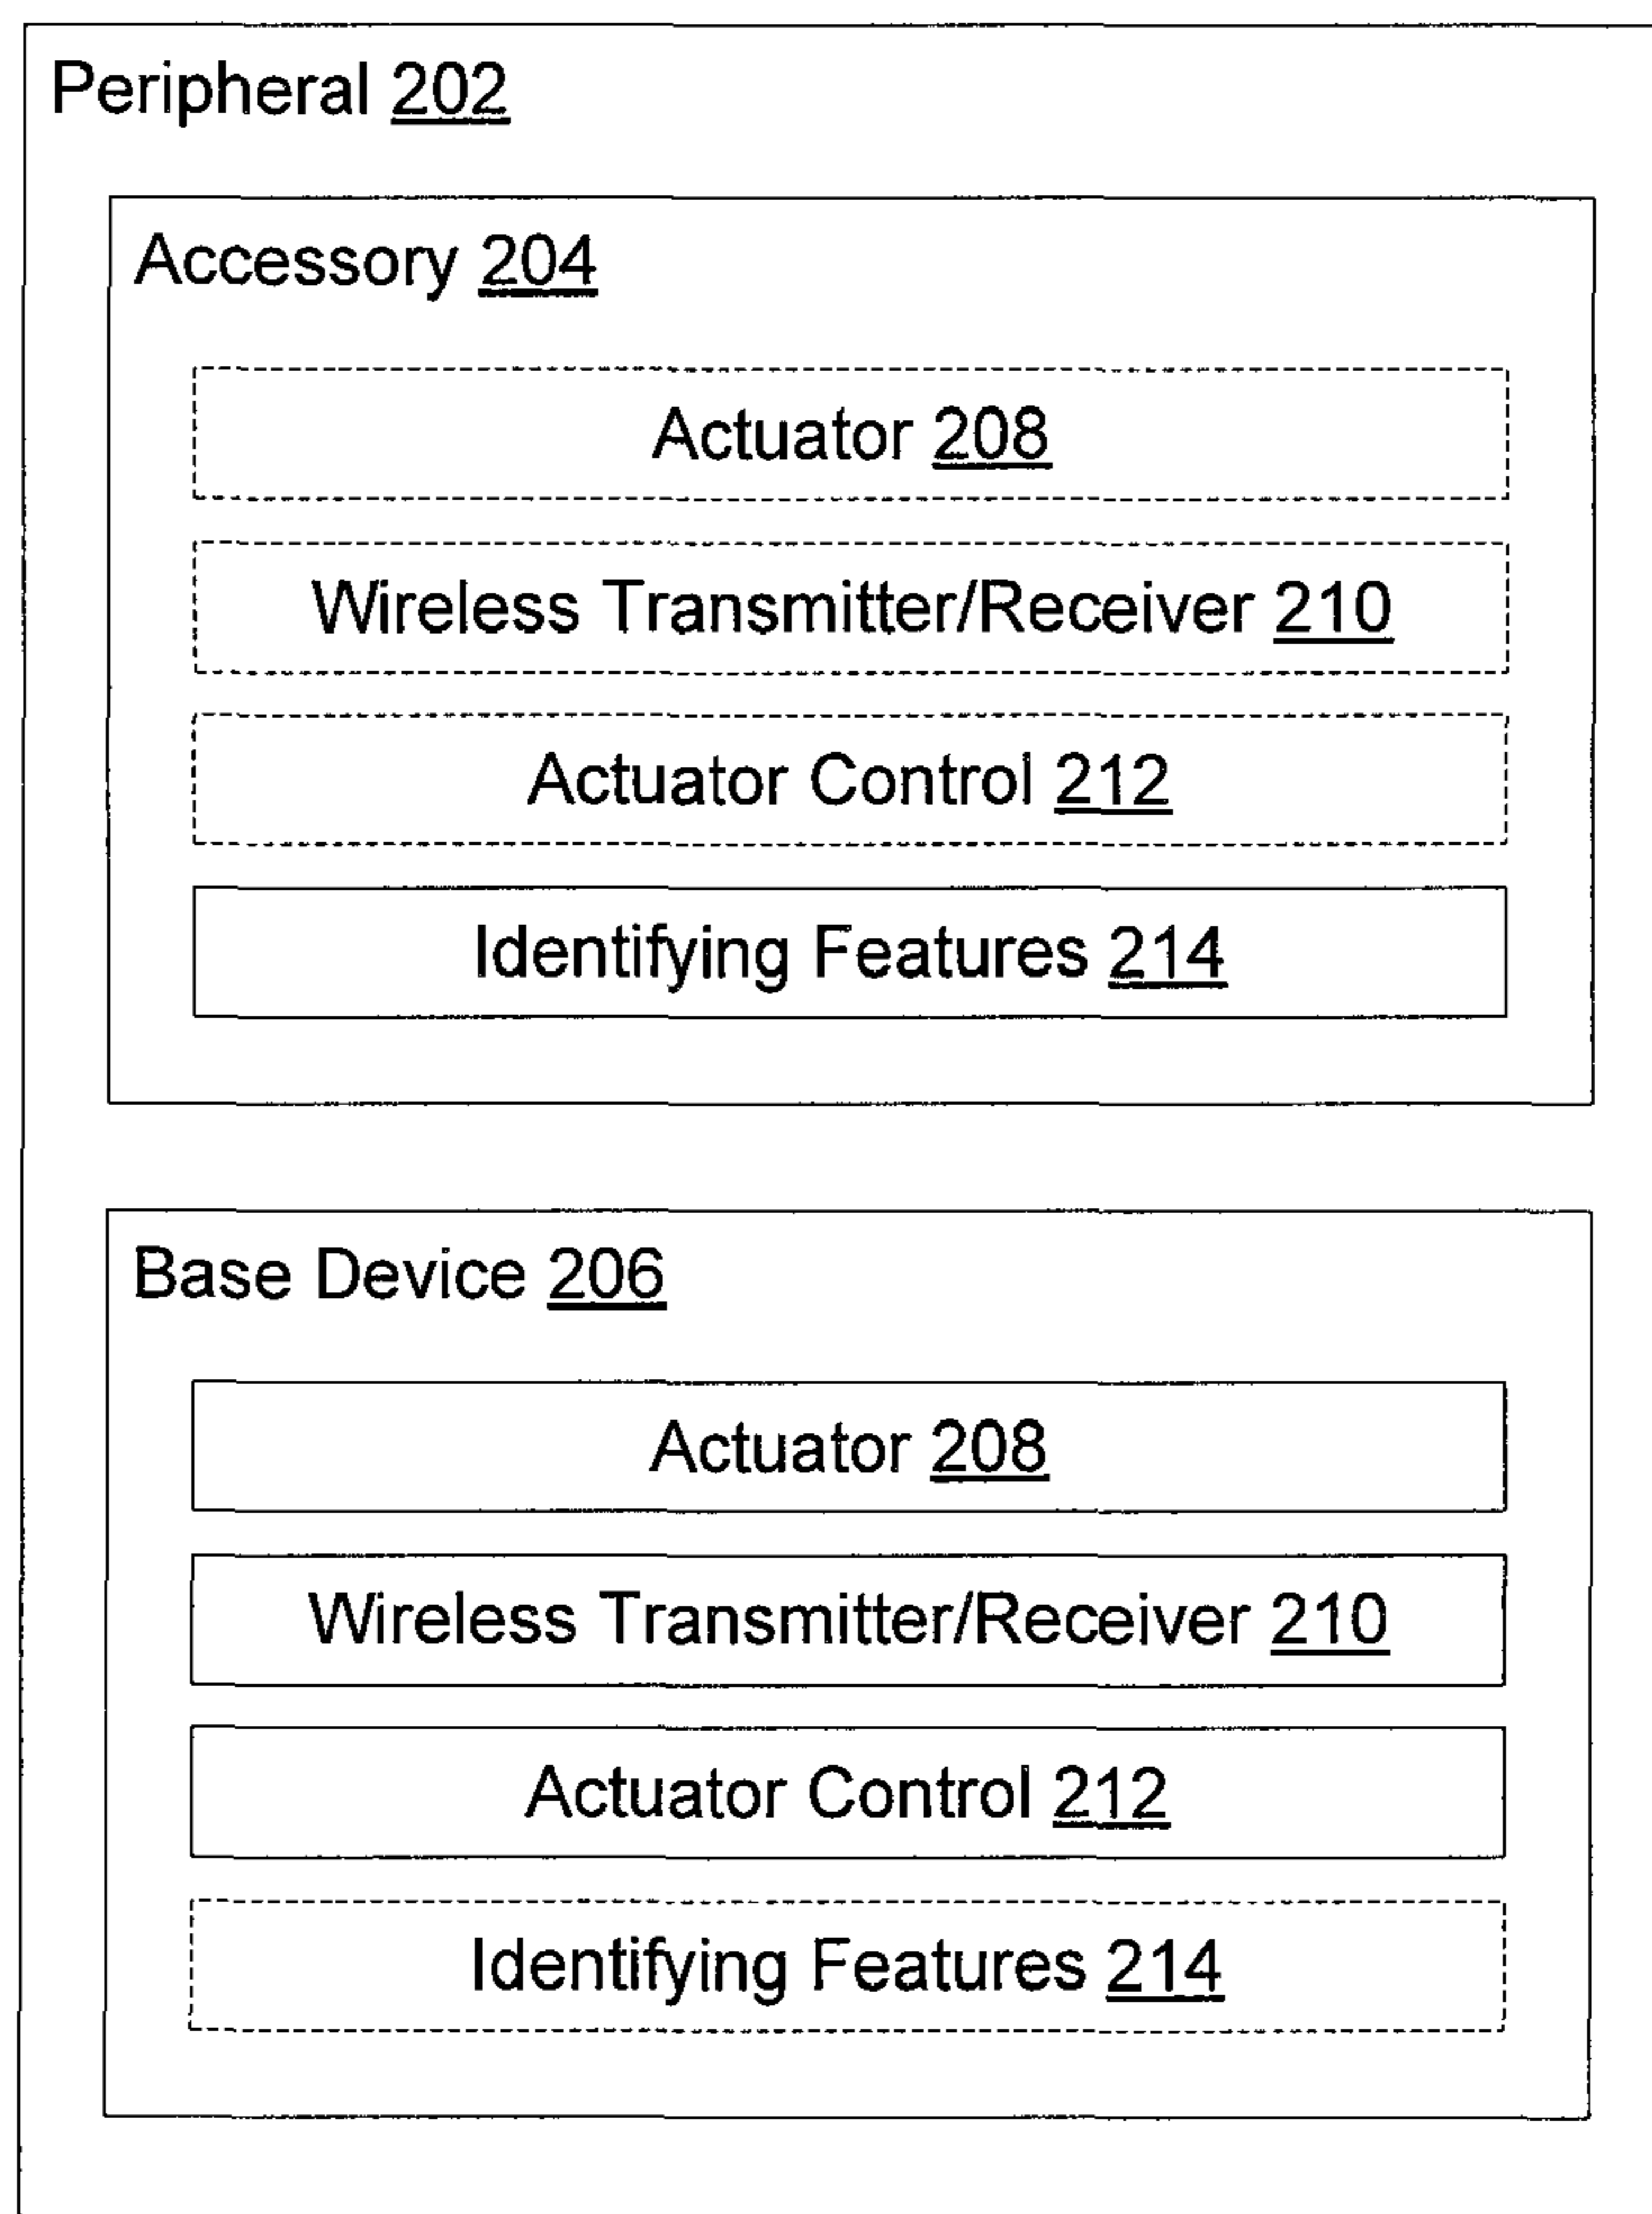 Peripheral 202
Accessory 204
Actuator 208
Wireless Transmitter/Receiver 210
Actuator Control 212
Identifying Features 214
Base Device 206
Actuator 208
Wireless Transmitter/Receiver 210
Actuator Control 212
Identifying Features 214